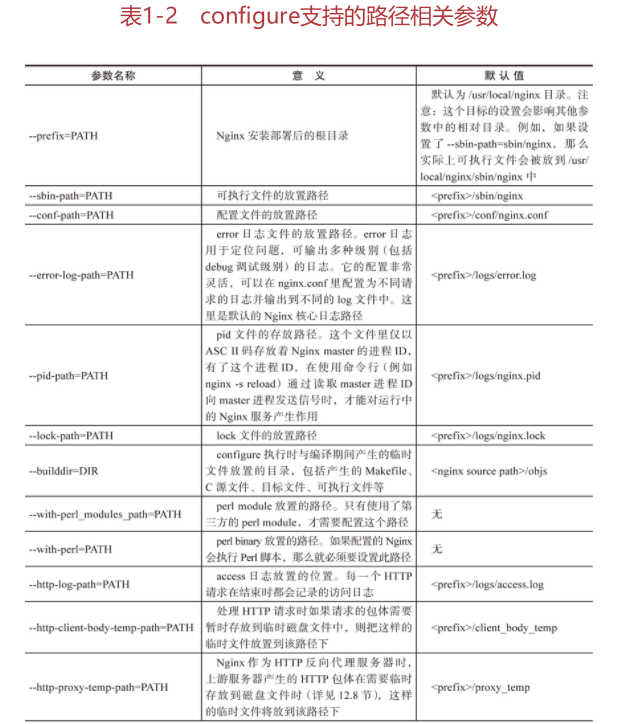 表1-2 configure支持的路径相关参数
参数名称 意 义 默 认 值
--prefix=PATH
Nginx 安装部署后的根目录
默认为 /usr/local/nginx 目录。注
意：这个目标的设置会影响其他参
数中的相对目录。例如，如果设
置了 --sbin-path=sbin/nginx，那么
实际上可执行文件会被放到 /usr/
local/nginx/sbin/nginx 中
--sbin-path=PATH 可执行文件的放置路径 <prefix>/sbin/nginx
--conf-path=PATH 配置文件的放置路径 <prefix>/conf/nginx.conf
--error-log-path=PATH
error 日志文件的放置路径。error 日志
用于定位问题，可输出多种级别（包括
debug 调试级别）的日志。它的配置非常
灵活，可以在 nginx.conf 里配置为不同请
求的日志并输出到不同的 log 文件中。这
里是默认的 Nginx 核心日志路径
<prefix>/logs/error.log
--pid-path=PATH
pid 文件的存放路径。这个文件里仅以
ASC II 码存放着 Nginx master 的进程 ID，
有了这个进程 ID，在使用命令行（例如
nginx -s reload）通过读取 master 进程 ID
向 master 进程发送信号时，才能对运行中
的 Nginx 服务产生作用
<prefix>/logs/nginx.pid
--lock-path=PATH lock 文件的放置路径 <prefix>/logs/nginx.lock
--builddir=DIR
configure 执行时与编译期间产生的临时
文件放置的目录，包括产生的 Makefile、
C 源文件、目标文件、可执行文件等
<nginx source path>/objs
--with-perl_modules_path=PATH
perl module 放置的路径。只有使用了第
三方的 perl module，才需要配置这个路径
无
--with-perl=PATH
perl binary 放置的路径。如果配置的 Nginx
会执行 Perl 脚本，那么就必须要设置此路径
无
--http-log-path=PATH
access 日志放置的位置。每一个 HTTP
请求在结束时都会记录的访问日志
<prefix>/logs/access.log
--http-client-body-temp-path=PATH
处理 HTTP 请求时如果请求的包体需要
暂时存放到临时磁盘文件中，则把这样的
临时文件放置到该路径下
<prefix>/client_body_temp
--http-proxy-temp-path=PATH
Nginx 作为 HTTP 反向代理服务器时，
上游服务器产生的 HTTP 包体在需要临时
存放到磁盘文件时（详见 12.8 节），这样
的临时文件将放到该路径下
<prefix>/proxy_temp